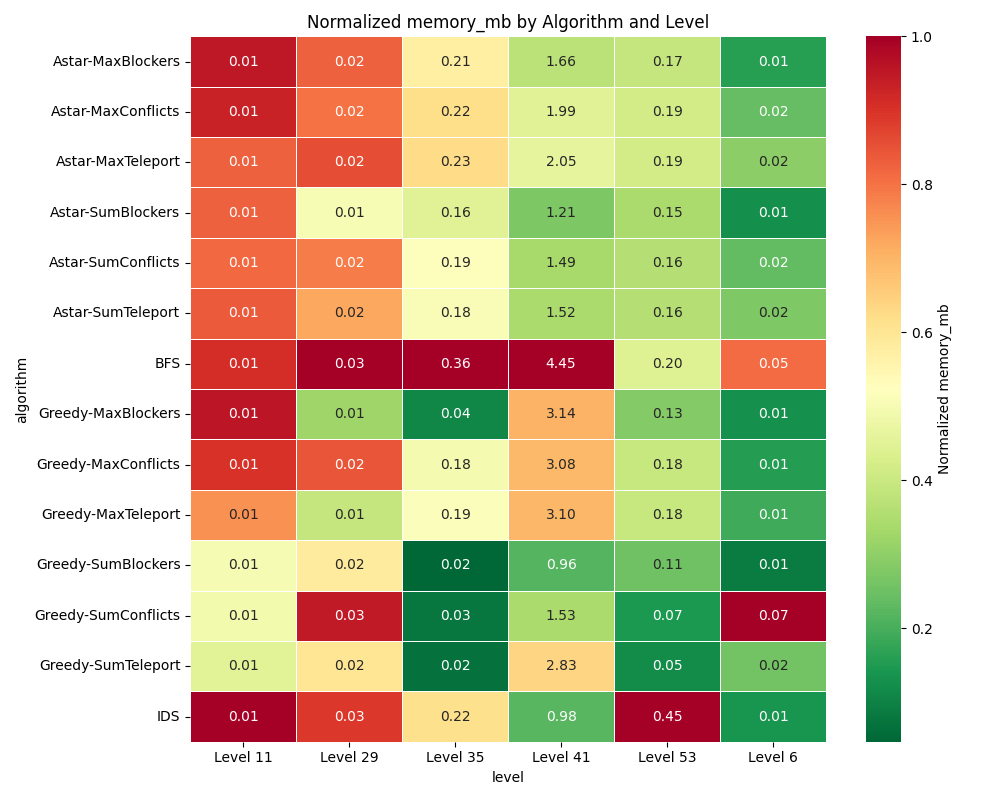 Normalized memory_mb by Algorithm and Level
algorithm
Astar-MaxBlockers 0.01 0.02 0.21 1.66 0.17 0.01
Astar-MaxConflicts 0.01 0.02 0.22 1.99 0.19 0.02
Astar-MaxTeleport 0.01 0.02 0.23 2.05 0.19 0.02
Astar-SumBlockers 0.01 0.01 0.16 1.21 0.15 0.01
Astar-SumConflicts 0.01 0.02 0.19 1.49 0.16 0.02
Astar-SumTeleport 0.01 0.02 0.18 1.52 0.16 0.02
BFS 0.01 0.03 0.36 4.45 0.20 0.05
Greedy-MaxBlockers 0.01 0.01 0.04 3.14 0.13 0.01
Greedy-MaxConflicts 0.01 0.02 0.18 3.08 0.18 0.01
Greedy-MaxTeleport 0.01 0.01 0.19 3.10 0.18 0.01
Greedy-SumBlockers 0.01 0.02 0.02 0.96 0.11 0.01
Greedy-SumConflicts 0.01 0.03 0.03 1.53 0.07 0.07
Greedy-SumTeleport 0.01 0.02 0.02 2.83 0.05 0.02
IDS 0.01 0.03 0.22 0.98 0.45 0.01
Level 11 Level 29 Level 35 Level 41 Level 53 Level 6
level
1.0
0.8
0.6
0.4
0.2
Normalized memory_mb